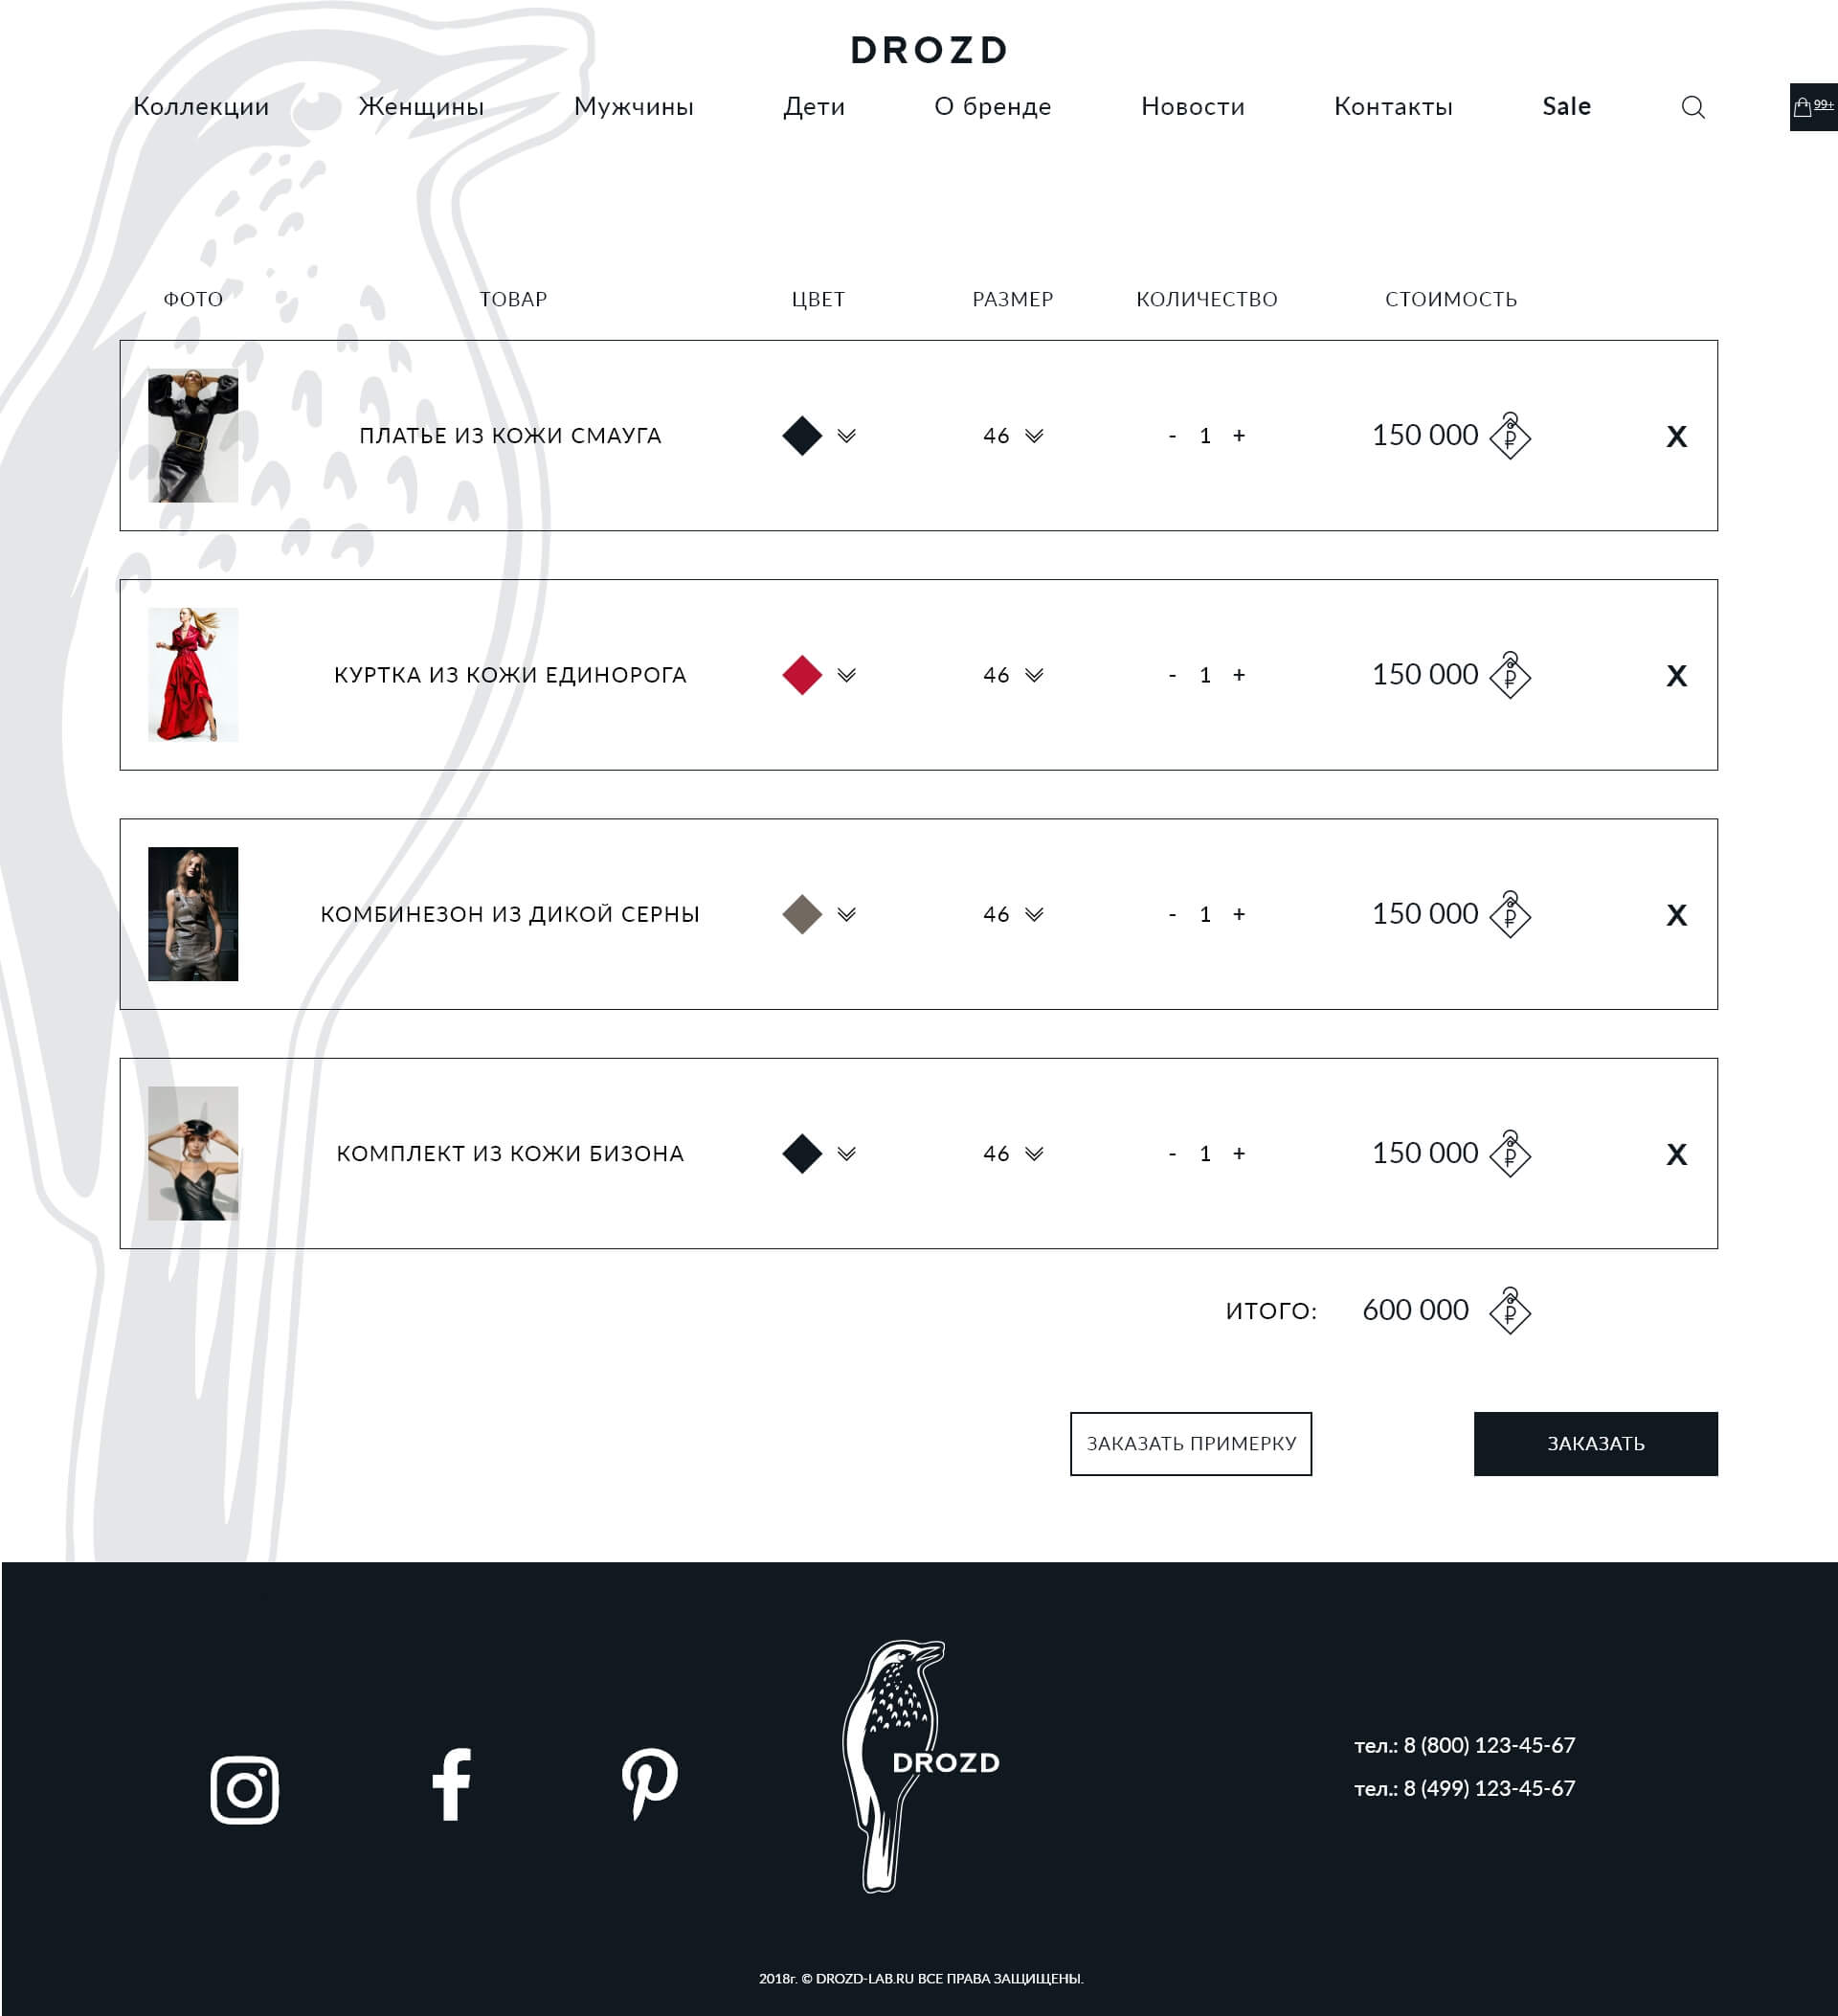 DROZD
Коллекции Женщины Мужчины Дети О бренде Новости Контакты Sale 99+
ФОТО ТОВАР ЦВЕТ РАЗМЕР КОЛИЧЕСТВО СТОИМОСТЬ
ПЛАТЬЕ ИЗ КОЖИ СМАУГА 46 - 1 + 150 000 ₽ X
КУРТКА ИЗ КОЖИ ЕДИНОРОГА 46 - 1 + 150 000 ₽ X
КОМБИНЕЗОН ИЗ ДИКОЙ СЕРНЫ 46 - 1 + 150 000 ₽ X
КОМПЛЕКТ ИЗ КОЖИ БИЗОНА 46 - 1 + 150 000 ₽ X
ИТОГО: 600 000 ₽
ЗАКАЗАТЬ ПРИМЕРКУ ЗАКАЗАТЬ
DROZD
тел.: 8 (800) 123-45-67
тел.: 8 (499) 123-45-67
2018г. © DROZD-LAB.RU ВСЕ ПРАВА ЗАЩИЩЕНЫ.